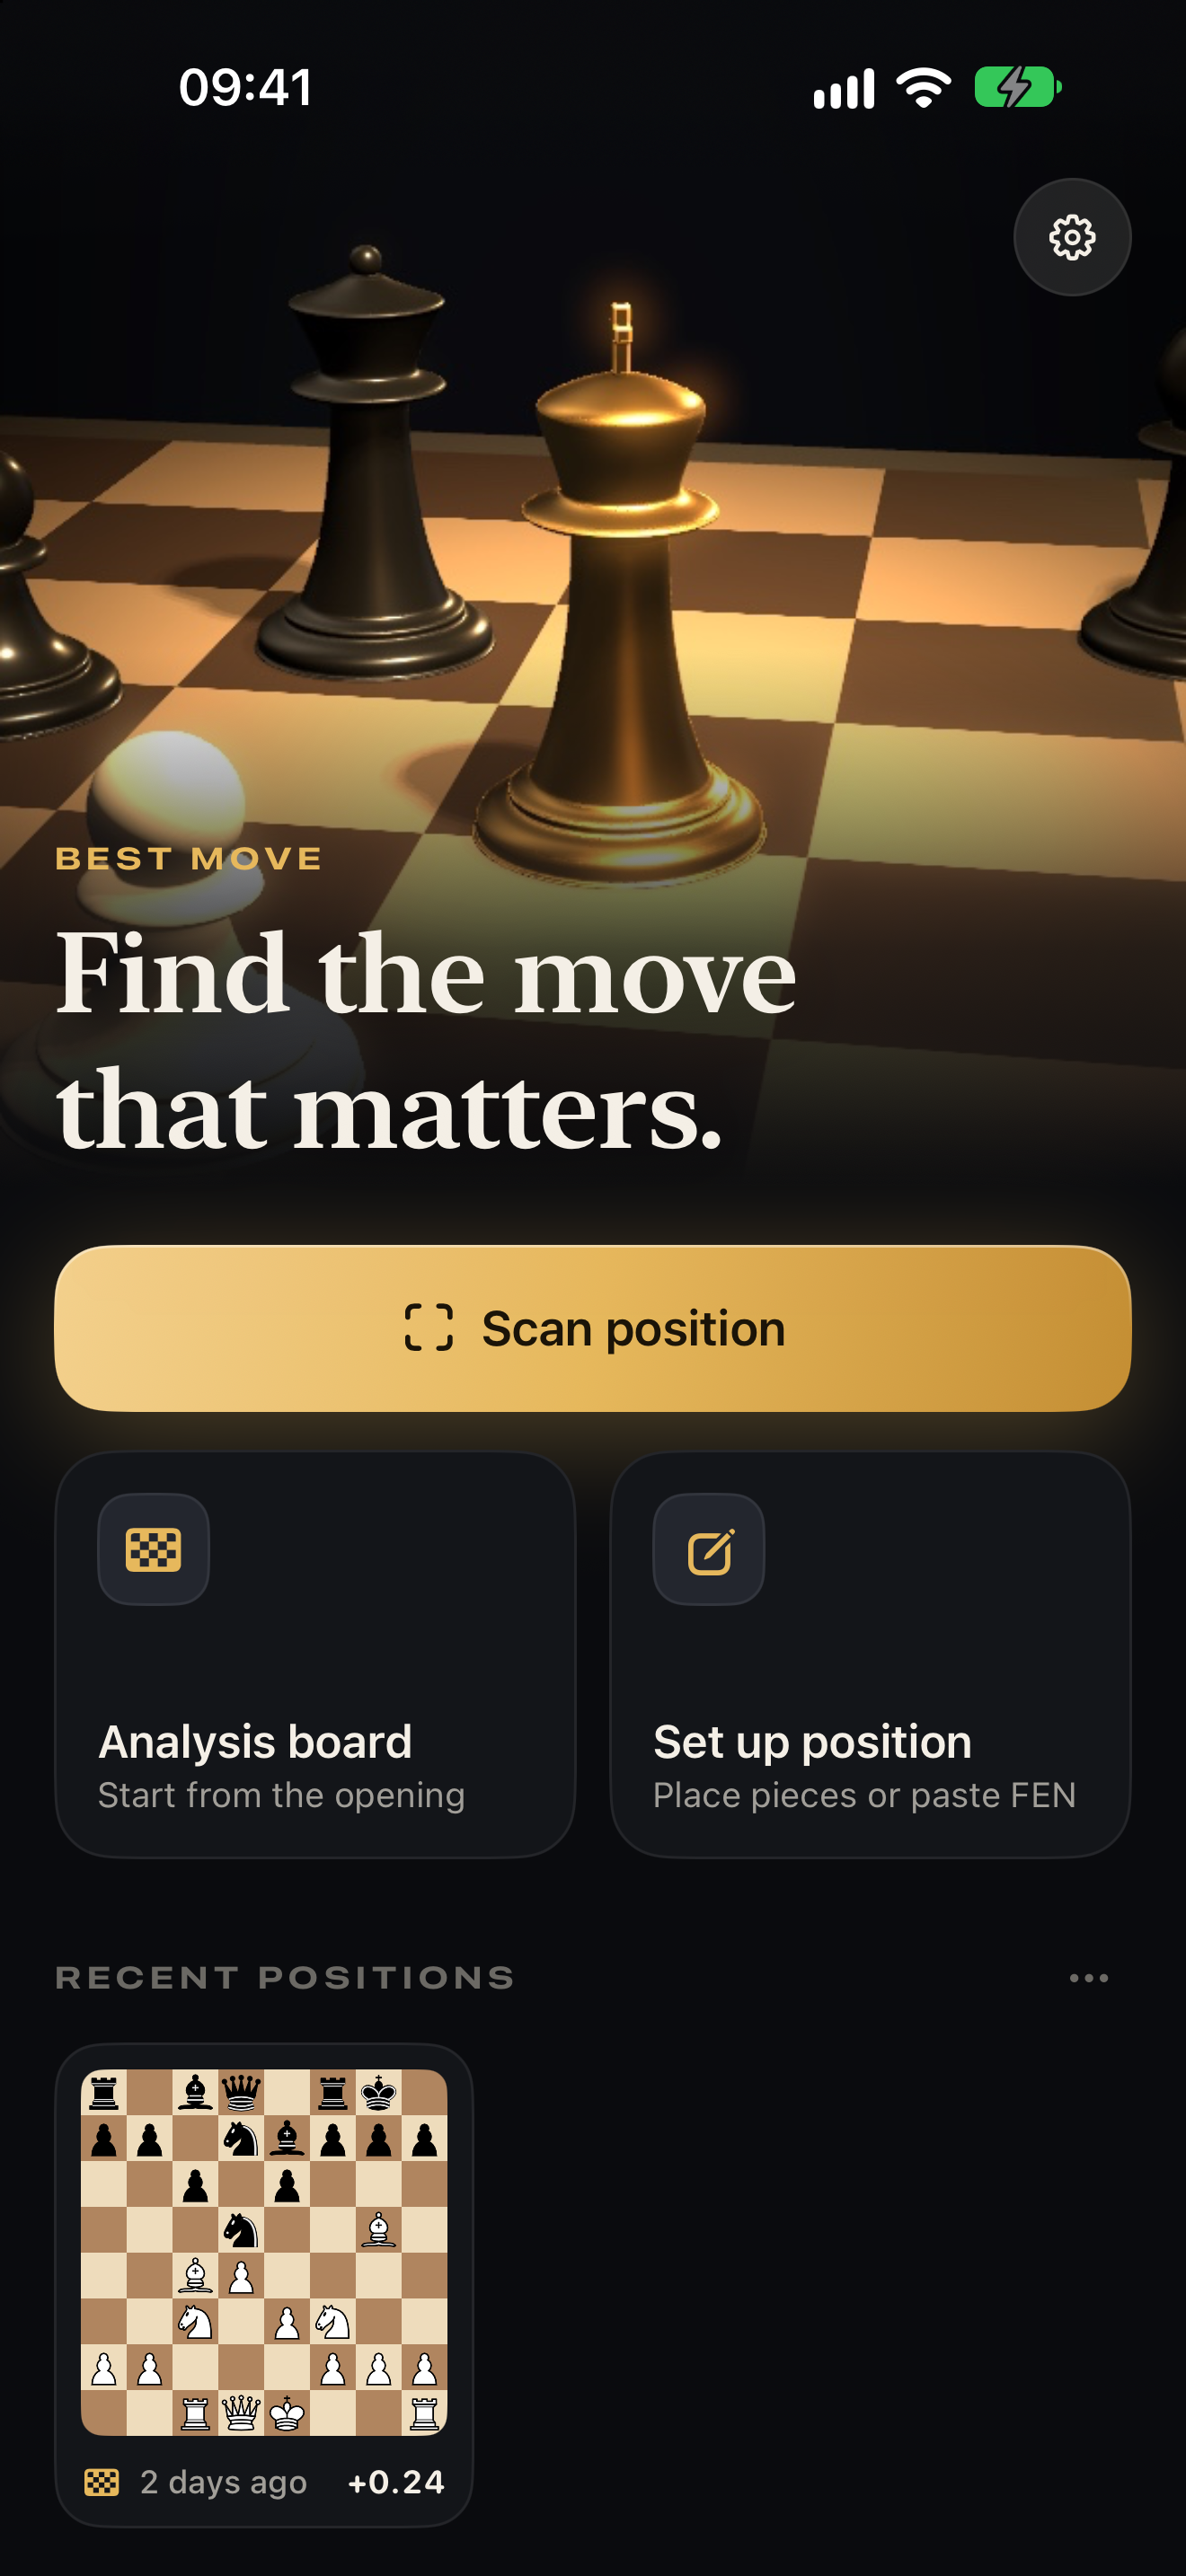 09:41
BEST MOVE
Find the move
that matters.
Scan position
Analysis board
Start from the opening
Set up position
Place pieces or paste FEN
RECENT POSITIONS
2 days ago +0.24